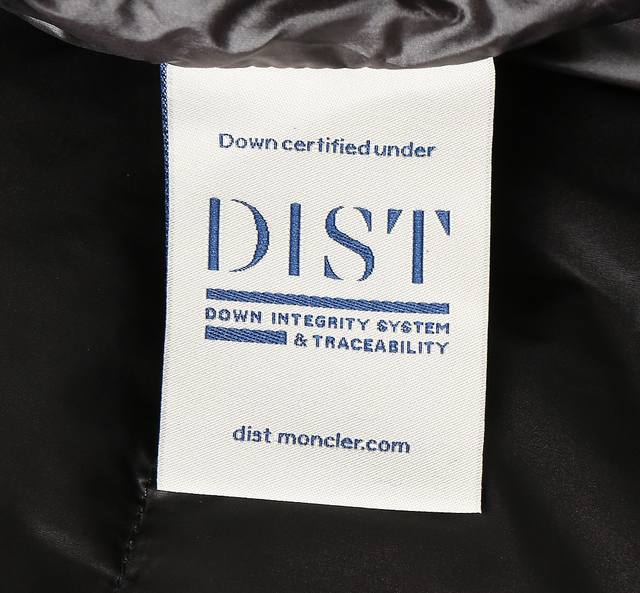 Down certified under
DIST
DOWN INTEGRITY SYSTEM
& TRACEABILITY
dist.moncler.com